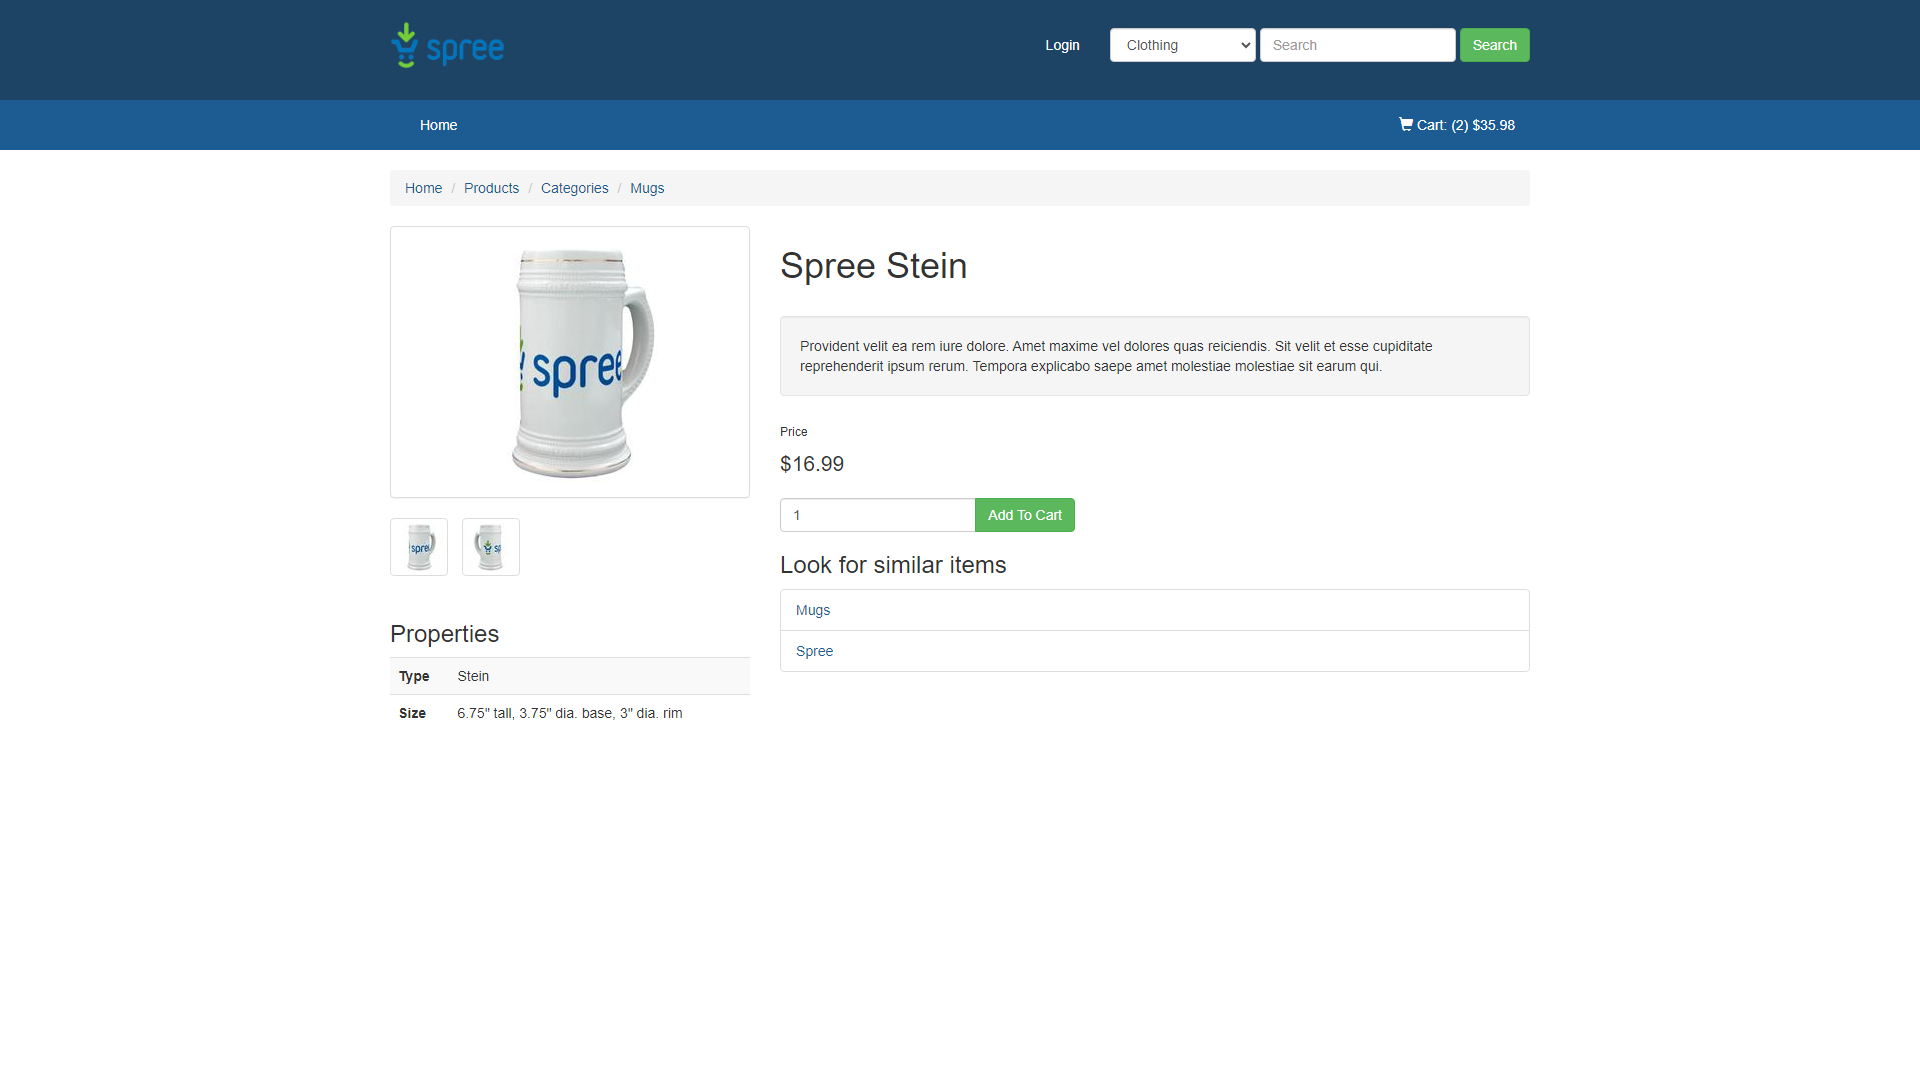 spree
Login
Clothing
Search
Search
Home
Cart: (2) $35.98
Home / Products / Categories / Mugs
spree
Spree Stein
Provident velit ea rem iure dolore. Amet maxime vel dolores quas reiciendis. Sit velit et esse cupiditate
reprehenderit ipsum rerum. Tempora explicabo saepe amet molestiae molestiae sit earum qui.
Price
$16.99
1
Add To Cart
Look for similar items
Mugs
Spree
spree
sp
Properties
Type Stein
Size 6.75" tall, 3.75" dia. base, 3" dia. rim